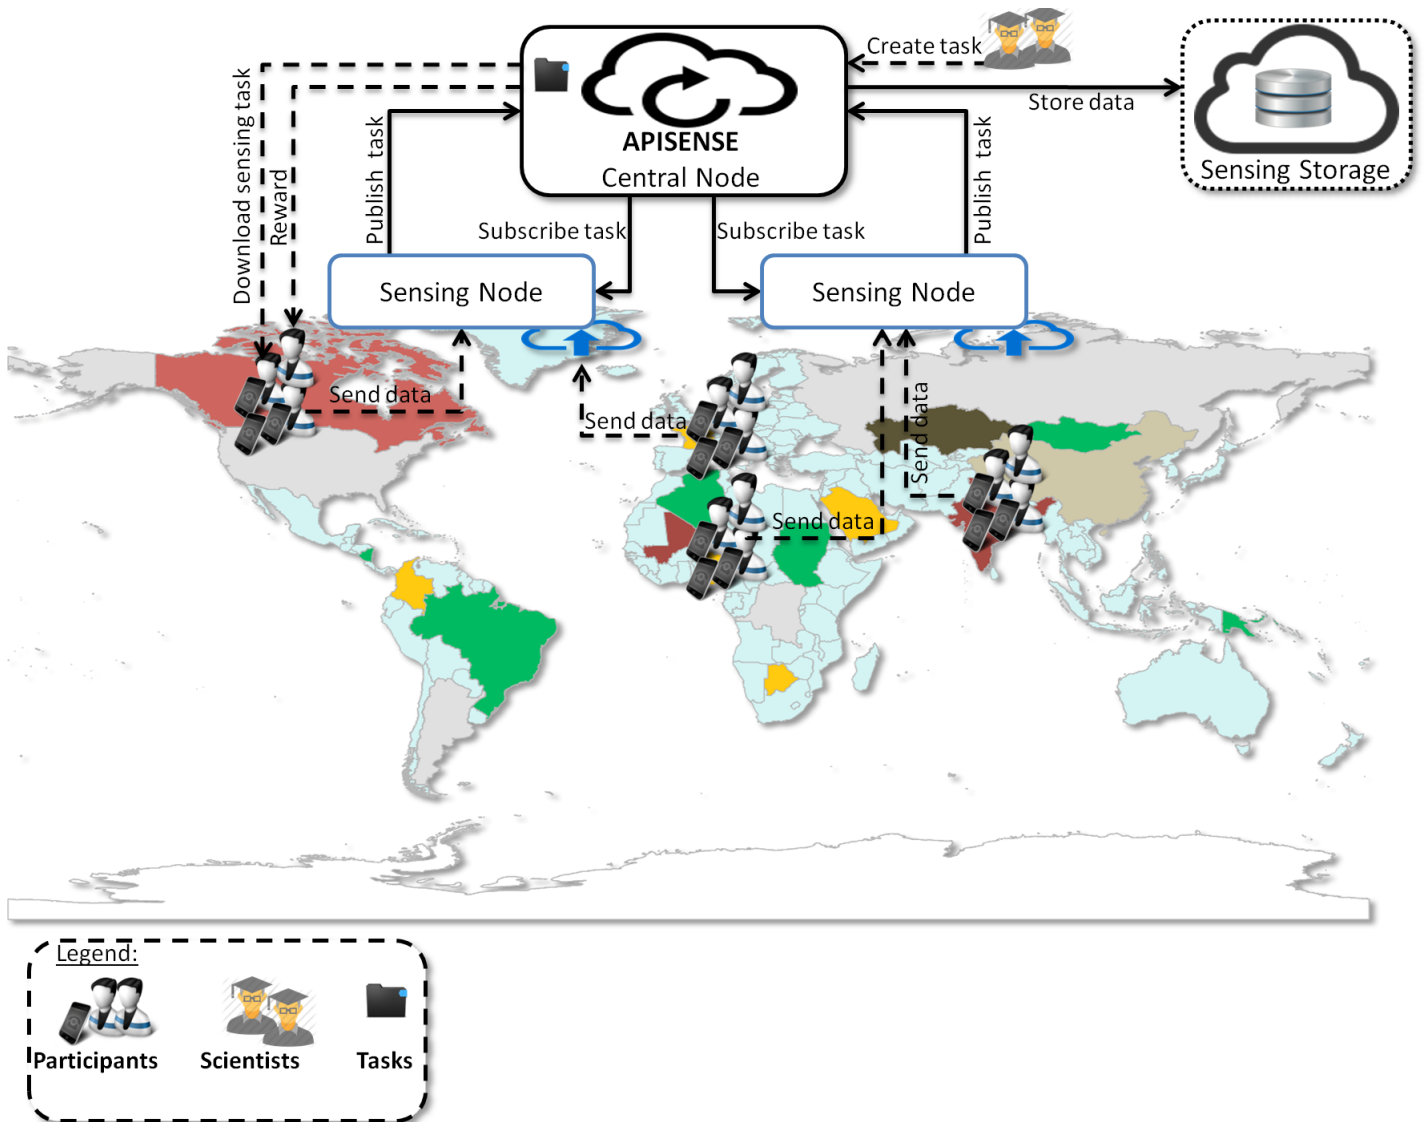 Create task
Store data
APISENSE
Central Node
Sensing Storage
Download sensing task
Reward
Publish task
Subscribe task
Subscribe task
Publish task
Sensing Node
Sensing Node
Send data
Send data
Send data
Send data
Legend:
Participants
Scientists
Tasks